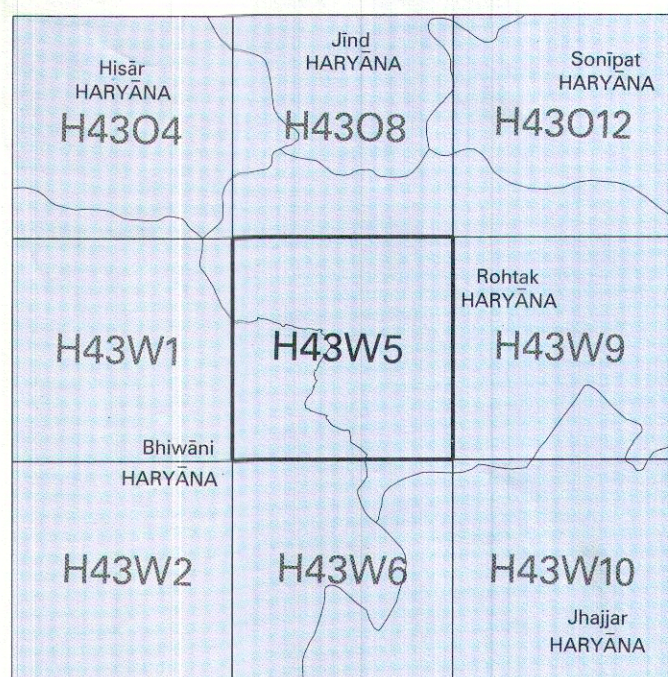 Hisār
HARYĀNA
H43O4
Jīnd
HARYĀNA
H43O8
Sonīpat
HARYĀNA
H43O12
H43W1
H43W5
Rohtak
HARYĀNA
H43W9
Bhiwāni
HARYĀNA
H43W2
H43W6
H43W10
Jhajjar
HARYĀNA